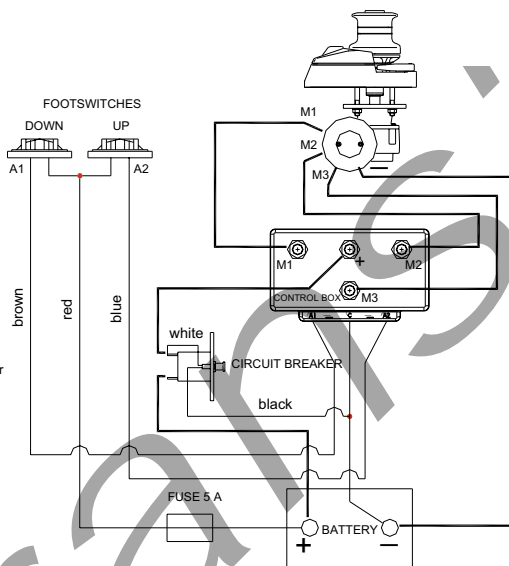 FOOTSWITCHES
DOWN UP
A1 A2
M1
M2
M3
–
M1 + M2
CONTROL BOX M3
A1 – C – A2
brown
red
blue
white
CIRCUIT BREAKER
black
r
FUSE 5 A
BATTERY
+ –